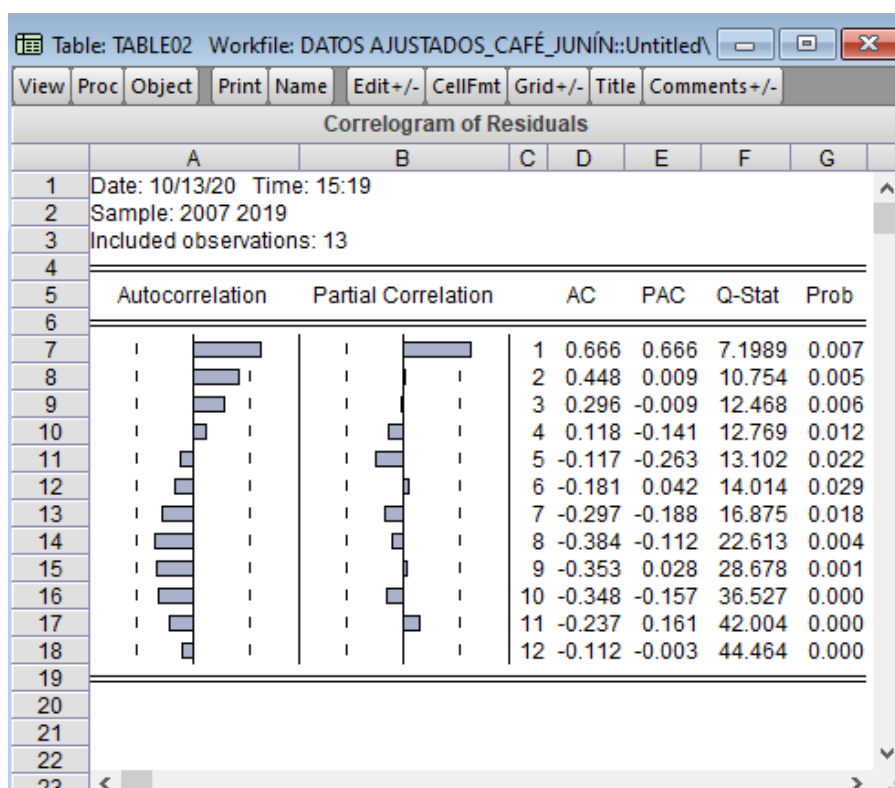 Table: TABLE02 Workfile: DATOS AJUSTADOS_CAFÉ_JUNÍN::Untitled\
View Proc Object Print Name Edit+/- CellFmt Grid+/- Title Comments+/-
Correlogram of Residuals
A B C D E F G
1 Date: 10/13/20 Time: 15:19
2 Sample: 2007 2019
3 Included observations: 13
4
5 Autocorrelation Partial Correlation AC PAC Q-Stat Prob
6
7 1 0.666 0.666 7.1989 0.007
8 2 0.448 0.009 10.754 0.005
9 3 0.296 -0.009 12.468 0.006
10 4 0.118 -0.141 12.769 0.012
11 5 -0.117 -0.263 13.102 0.022
12 6 -0.181 0.042 14.014 0.029
13 7 -0.297 -0.188 16.875 0.018
14 8 -0.384 -0.112 22.613 0.004
15 9 -0.353 0.028 28.678 0.001
16 10 -0.348 -0.157 36.527 0.000
17 11 -0.237 0.161 42.004 0.000
18 12 -0.112 -0.003 44.464 0.000
19
20
21
22
23